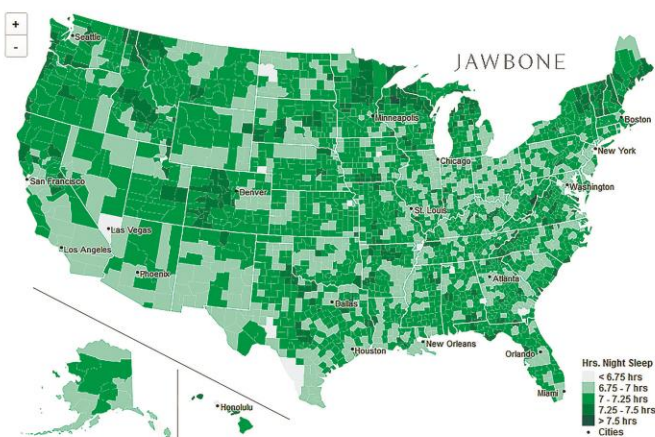 +
-
JAWBONE
Seattle
Minneapolis
Boston
New York
Chicago
San Francisco
Denver
Washington
St. Louis
Las Vegas
Los Angeles
Phoenix
Atlanta
Dallas
Houston
New Orleans
Orlando
Miami
Honolulu
Hrs. Night Sleep
< 6.75 hrs
6.75 - 7 hrs
7 - 7.25 hrs
7.25 - 7.5 hrs
> 7.5 hrs
Cities